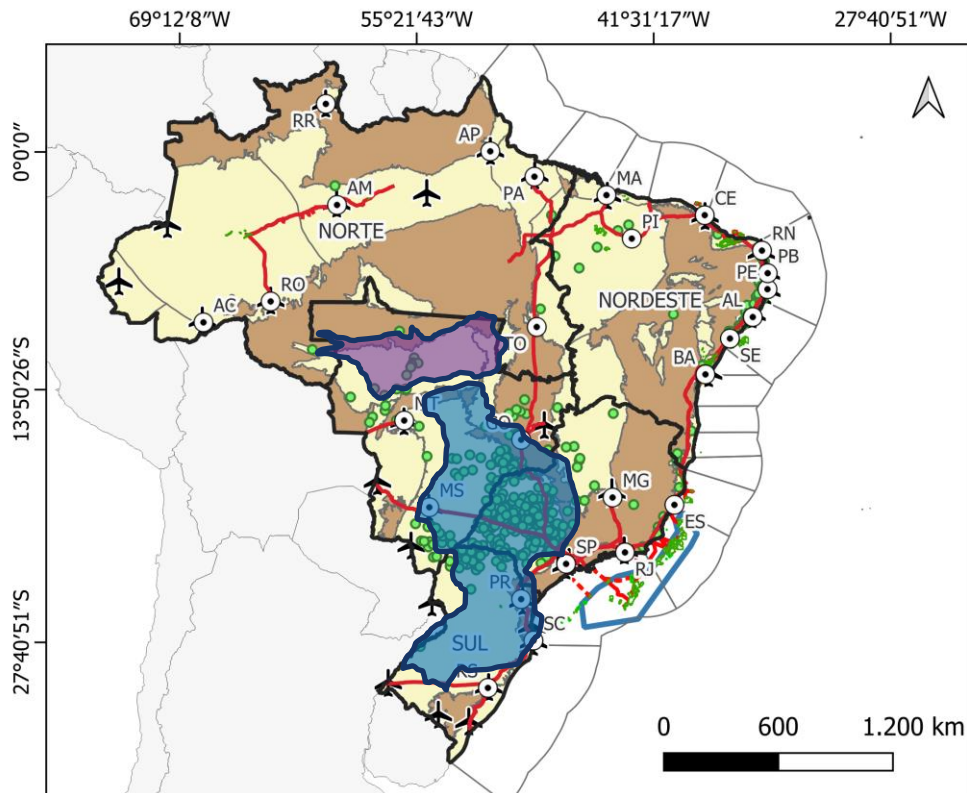 69°12'8"W 55°21'43"W 41°31'17"W 27°40'51"W
0°0'0"
13°50'26"S
27°40'51"S
RR
AP
AM
PA
MA
CE
NORTE
PI
RN
PB
PE
RO
NORDESTE
AC
AL
TO
SE
BA
MT
GO
MS
MG
ES
SP
RJ
PR
SC
SUL
RS
0 600 1.200 km